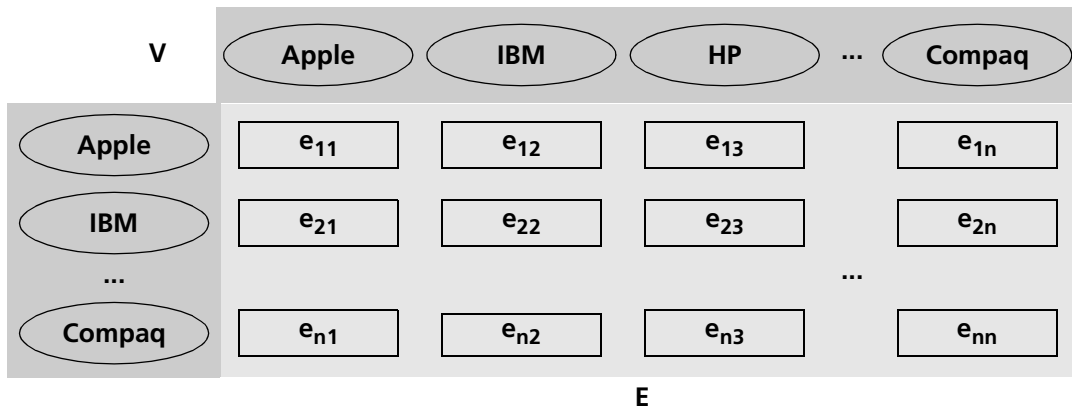 V Apple IBM HP ... Compaq
Apple e11 e12 e13 e1n
IBM e21 e22 e23 e2n
... ...
Compaq en1 en2 en3 enn
E